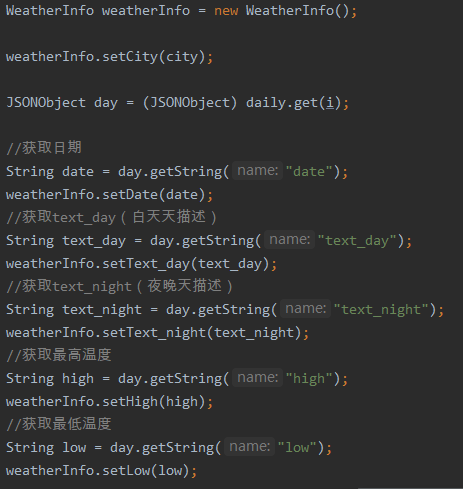 WeatherInfo weatherInfo = new WeatherInfo();
weatherInfo.setCity(city);
JSONObject day = (JSONObject) daily.get(i);
//获取日期
String date = day.getString( name: "date");
weatherInfo.setDate(date);
//获取text_day（白天天描述）
String text_day = day.getString( name: "text_day");
weatherInfo.setText_day(text_day);
//获取text_night（夜晚天描述）
String text_night = day.getString( name: "text_night");
weatherInfo.setText_night(text_night);
//获取最高温度
String high = day.getString( name: "high");
weatherInfo.setHigh(high);
//获取最低温度
String low = day.getString( name: "low");
weatherInfo.setLow(low);